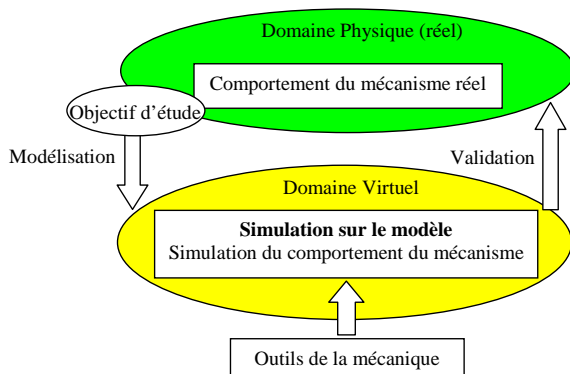 Domaine Physique (réel)
Comportement du mécanisme réel
Objectif d’étude
Modélisation
Validation
Domaine Virtuel
Simulation sur le modèle
Simulation du comportement du mécanisme
Outils de la mécanique